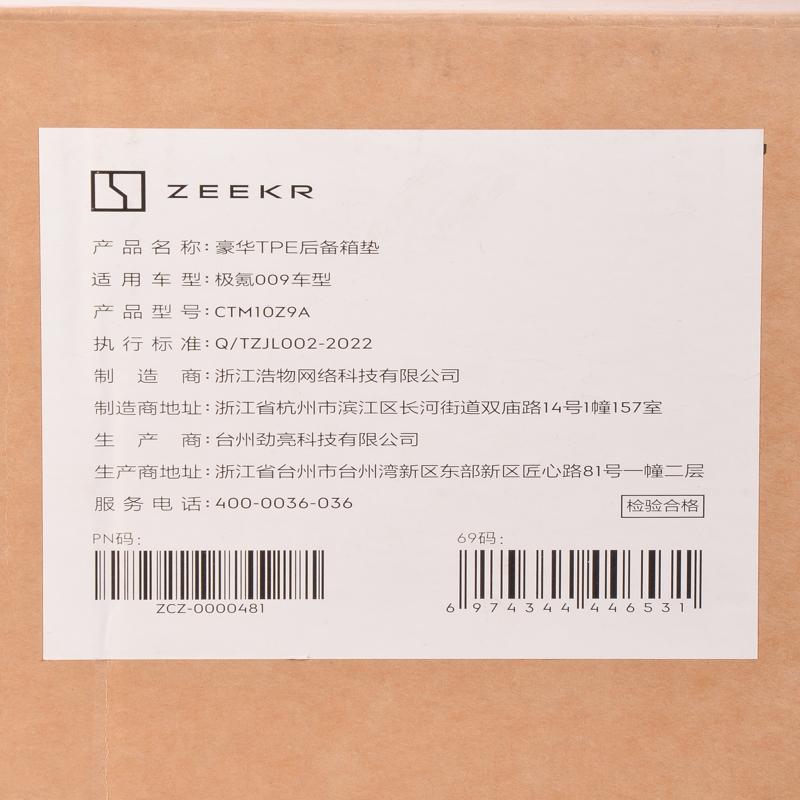 ZEEKR
产品名称：豪华TPE后备箱垫
适用车型：极氪009车型
产品型号：CTM10Z9A
执行标准：Q/TZJL002-2022
制造商：浙江浩物网络科技有限公司
制造商地址：浙江省杭州市滨江区长河街道双庙路14号1幢157室
生产商：台州劲亮科技有限公司
生产商地址：浙江省台州市台州湾新区东部新区匠心路81号一幢二层
服务电话：400-0036-036
检验合格
PN码：
69码：
ZCZ-0000481
6 974344 446531